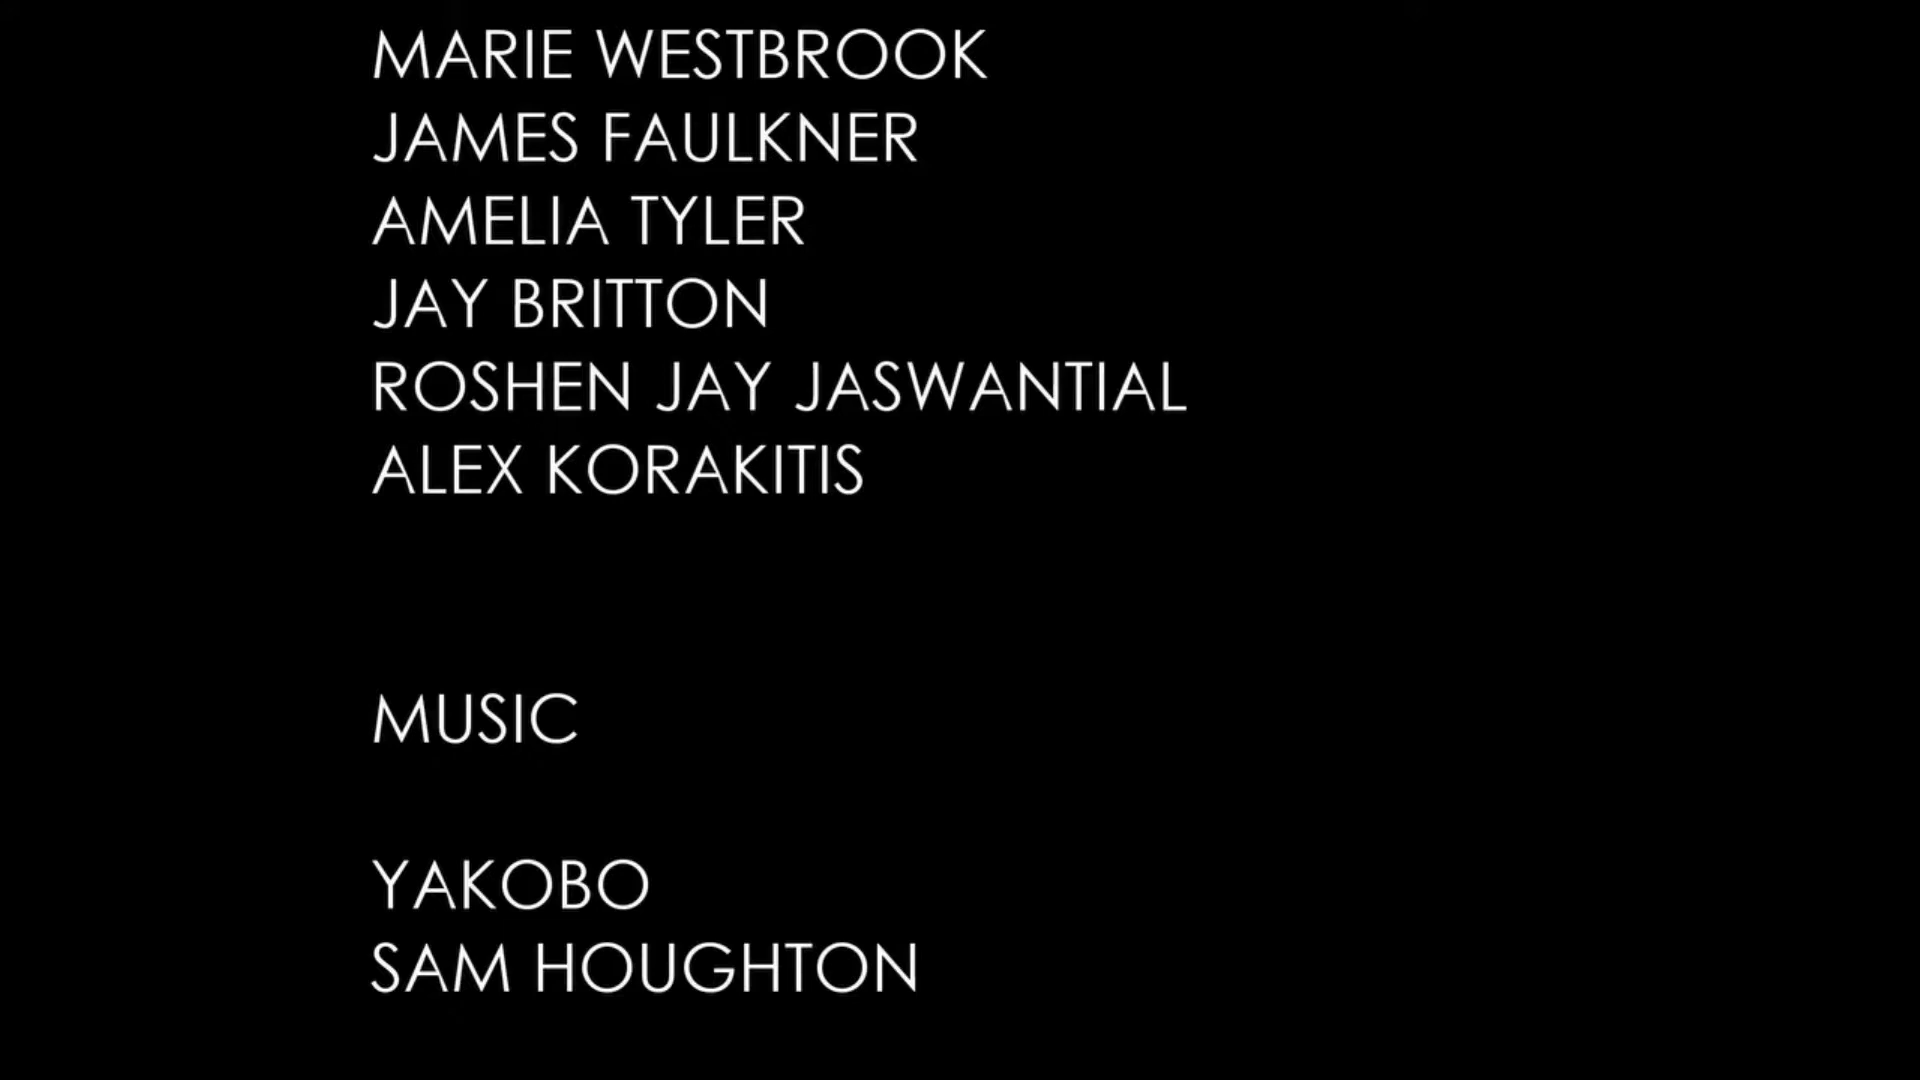 MARIE WESTBROOK
JAMES FAULKNER
AMELIA TYLER
JAY BRITTON
ROSHEN JAY JASWANTIAL
ALEX KORAKITIS
MUSIC
YAKOBO
SAM HOUGHTON